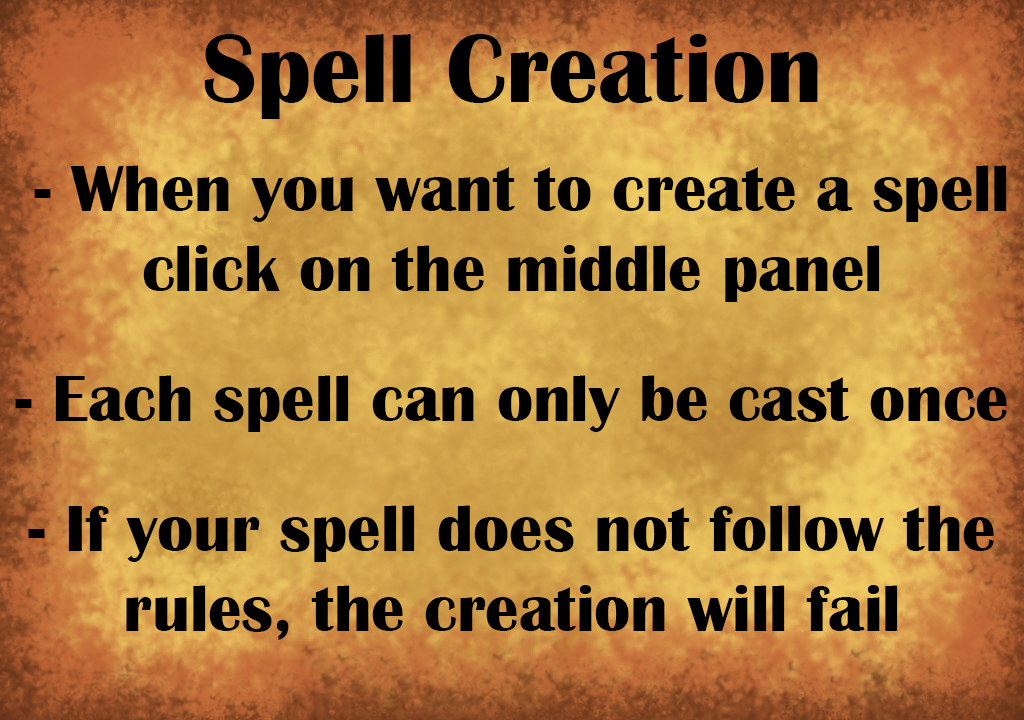 Spell Creation
- When you want to create a spell
click on the middle panel
- Each spell can only be cast once
- If your spell does not follow the
rules, the creation will fail